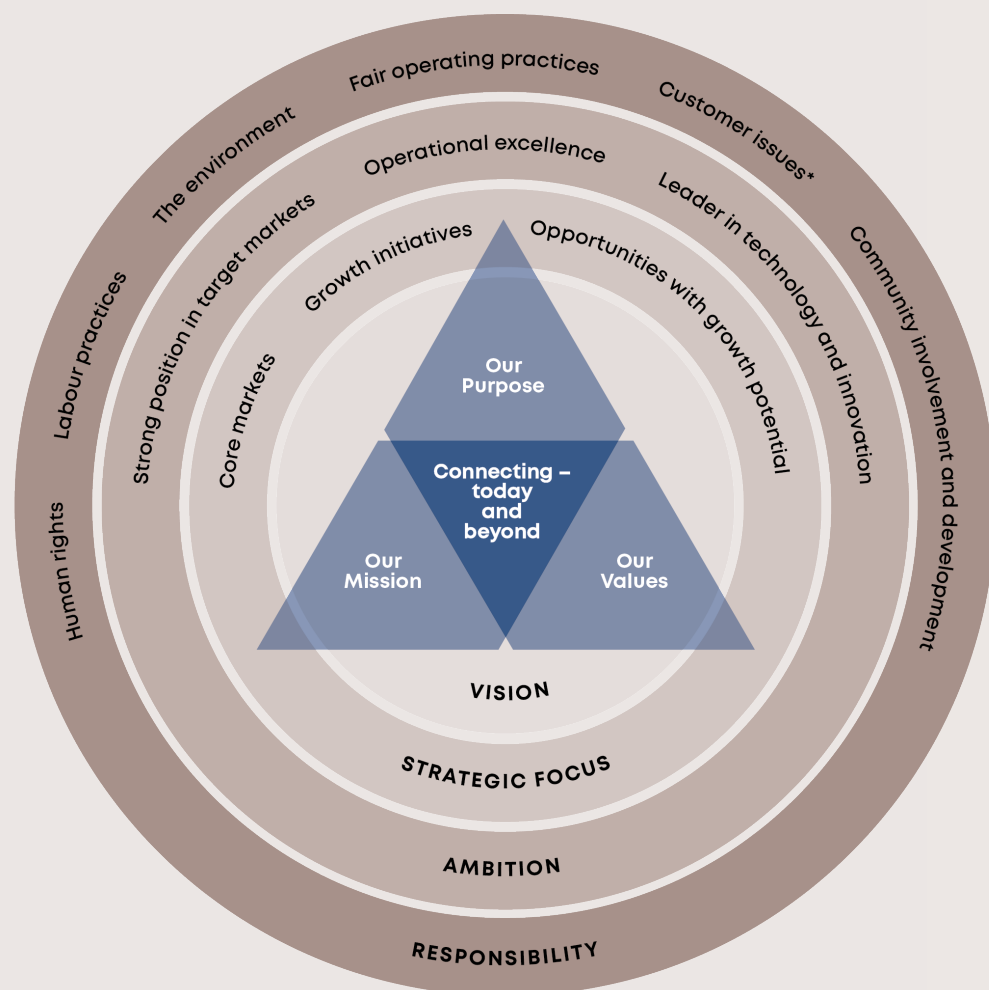 Human rights
Labour practices
The environment
Fair operating practices
Customer issues*
Community involvement and development
Strong position in target markets
Operational excellence
Leader in technology and innovation
Core markets
Growth initiatives
Opportunities with growth potential
Our
Purpose
Connecting –
today
and
beyond
Our
Mission
Our
Values
VISION
STRATEGIC FOCUS
AMBITION
RESPONSIBILITY